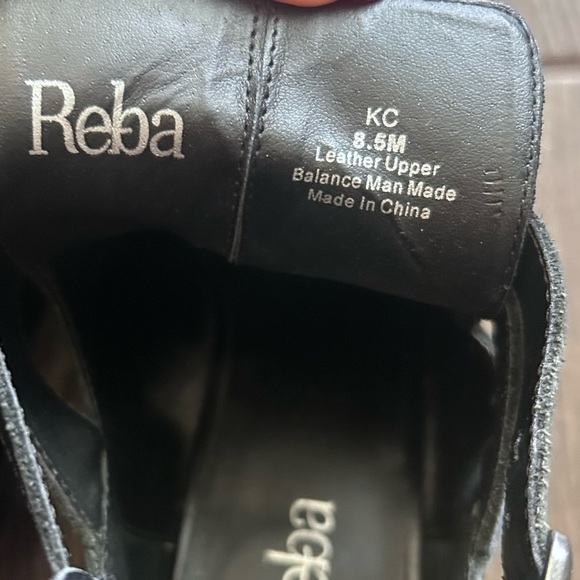 Reba
KC
8.5M
Leather Upper
Balance Man Made
Made In China
Reba